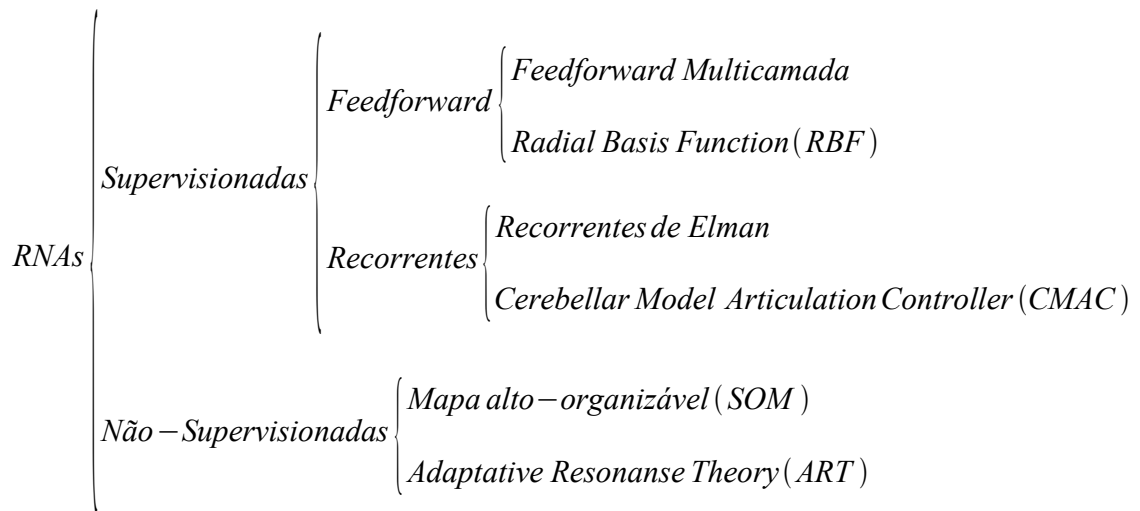 Feedforward Multicamada
Feedforward
Radial Basis Function(RBF)
Supervisionadas
Recorrentes de Elman
RNAs
Recorrentes
Cerebellar Model Articulation Controller(CMAC)
Mapa alto−organizável(SOM)
Não−Supervisionadas
Adaptative Resonanse Theory(ART)